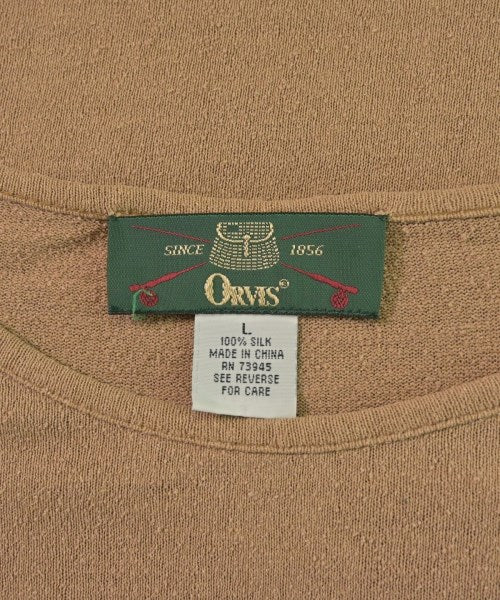 SINCE 1856
ORVIS®
L
100% SILK
MADE IN CHINA
RN 73945
SEE REVERSE
FOR CARE